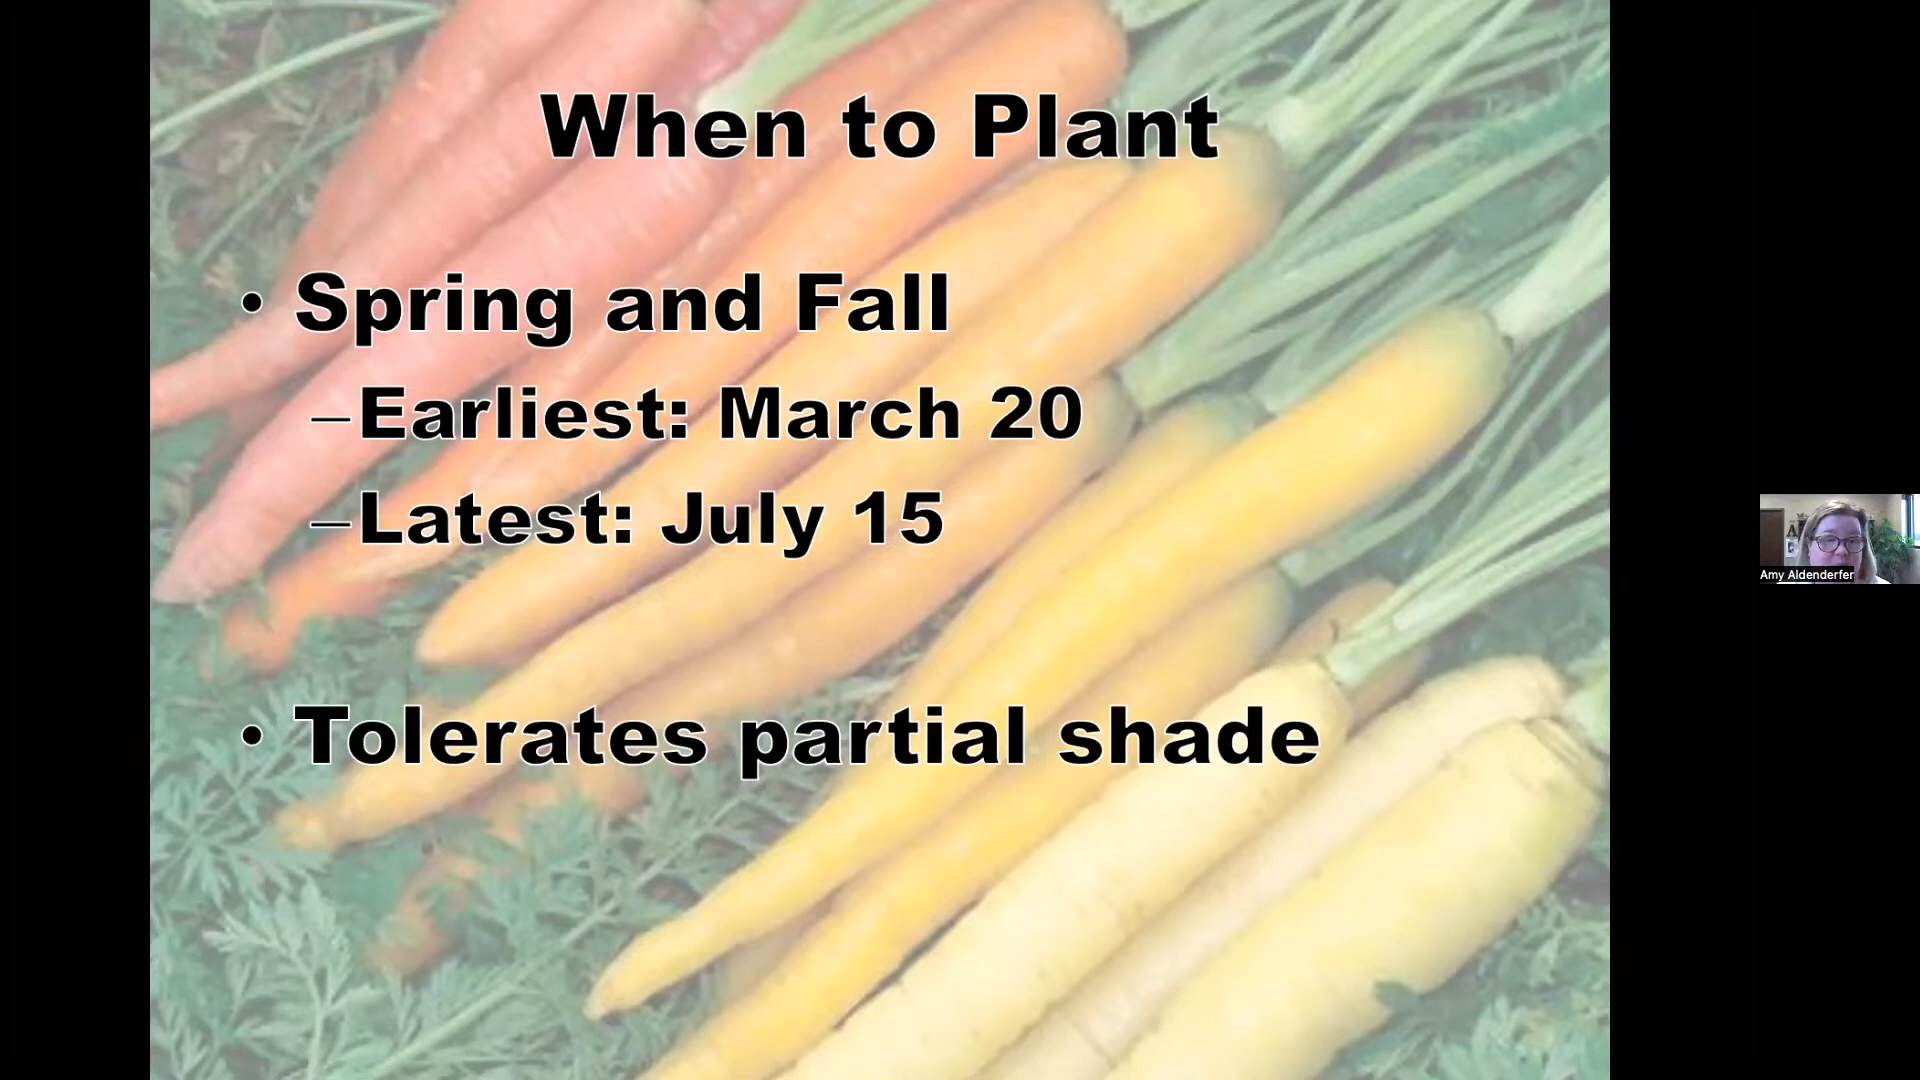 When to Plant
• Spring and Fall
–Earliest: March 20
–Latest: July 15
• Tolerates partial shade
Amy Aldenderfer